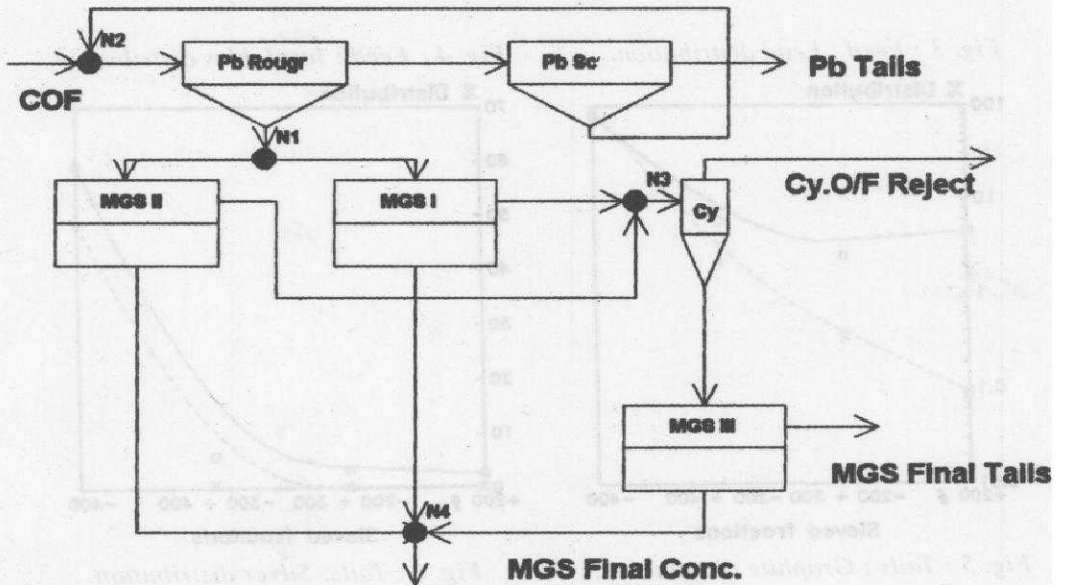 N2
Pb Rougr
Pb Sc
COF
Pb Tails
N1
MGS II
MGS I
N3
Cy
Cy.O/F Reject
MGS III
MGS Final Tails
N4
MGS Final Conc.